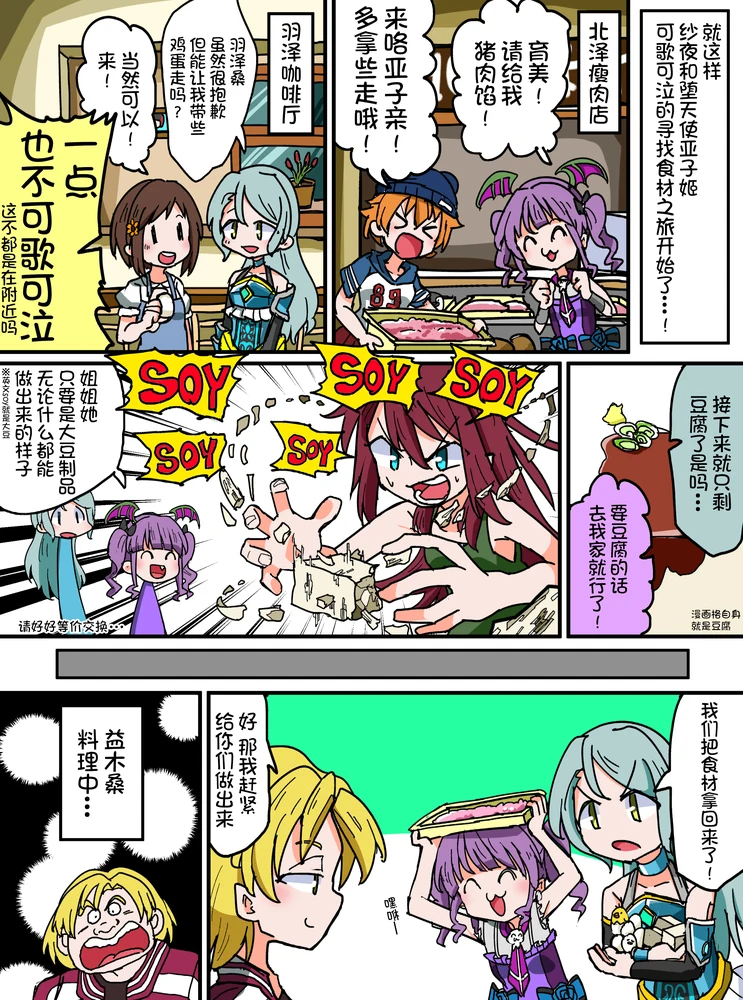 就这样
纱夜和堕天使亚子姬
可歌可泣的寻找食材之旅开始了…！
北泽瘦肉店
育美！
请给我
猪肉馅！
来咯亚子亲！
多拿些走哦！
89
羽泽咖啡厅
羽泽桑
虽然很抱歉
但能让我带些
鸡蛋走吗？
当然可以！
来！
一点
也不可歌可泣
这不都是在附近吗
接下来就只剩
豆腐了是吗…
要豆腐的话
去我家就行了！
漫画格自身
就是豆腐
SOY
SOY
SOY
SOY
SOY
姐姐她
只要是大豆制品
无论什么都能
做出来的样子
※英文soy就是大豆
请好好等价交换…
我们把食材拿回来了！
嘿咻—
好 那我赶紧
给你们做出来
益木桑
料理中…